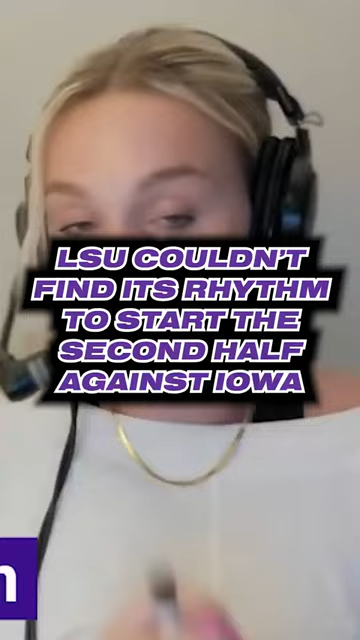 LSU COULDN'T
FIND ITS RHYTHM
TO START THE
SECOND HALF
AGAINST IOWA